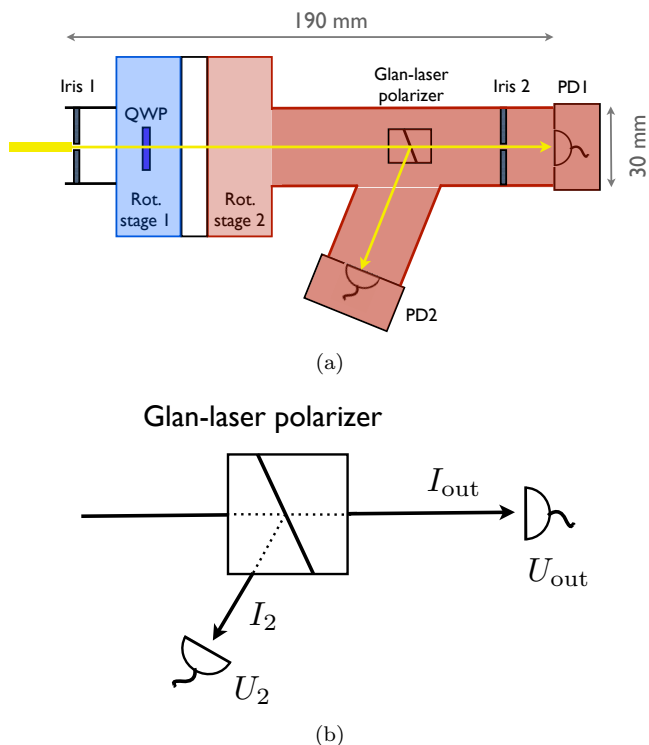 190 mm
Iris 1
QWP
Rot.
stage 1
Rot.
stage 2
Glan-laser
polarizer
Iris 2
PD1
30 mm
PD2
(a)
Glan-laser polarizer
I_out
U_out
I_2
U_2
(b)